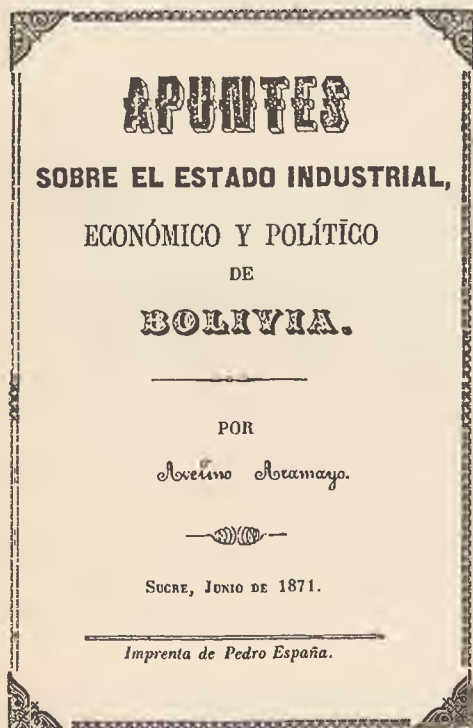 APUNTES
SOBRE EL ESTADO INDUSTRIAL,
ECONÓMICO Y POLÍTICO
DE
BOLIVIA.
POR
Avelino Aramayo.
SUCRE, JUNIO DE 1871.
Imprenta de Pedro España.